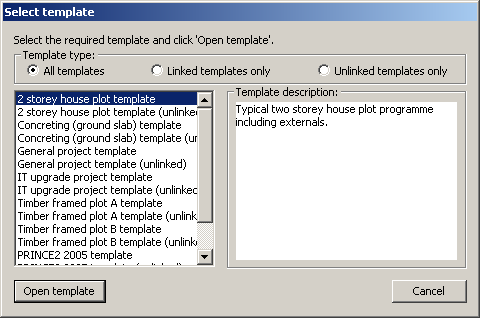 Select template
Select the required template and click 'Open template'.
Template type:
All templates
Linked templates only
Unlinked templates only
2 storey house plot template
2 storey house plot template (unlinked
Concreting (ground slab) template
Concreting (ground slab) template (un
General project template
General project template (unlinked)
IT upgrade project template
IT upgrade project template (unlinked
Timber framed plot A template
Timber framed plot A template (unlink
Timber framed plot B template
Timber framed plot B template (unlink
PRINCE2 2005 template
Template description:
Typical two storey house plot programme
including externals.
Open template
Cancel